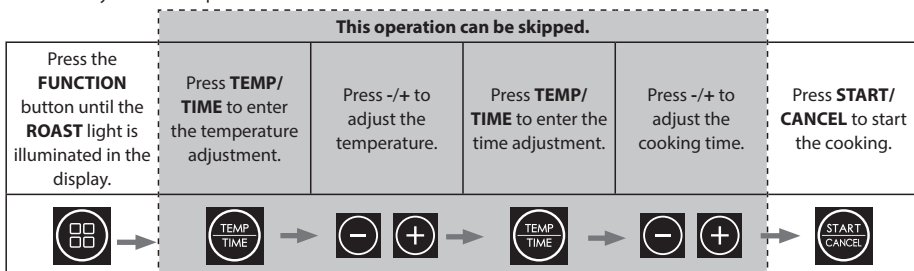 This operation can be skipped.
Press the
FUNCTION
button until the
ROAST light is
illuminated in the
display.
Press TEMP/
TIME to enter
the temperature
adjustment.
Press -/+ to
adjust the
temperature.
Press TEMP/
TIME to enter the
time adjustment.
Press -/+ to
adjust the
cooking time.
Press START/
CANCEL to start
the cooking.
TEMP
TIME
- +
TEMP
TIME
- +
START
CANCEL